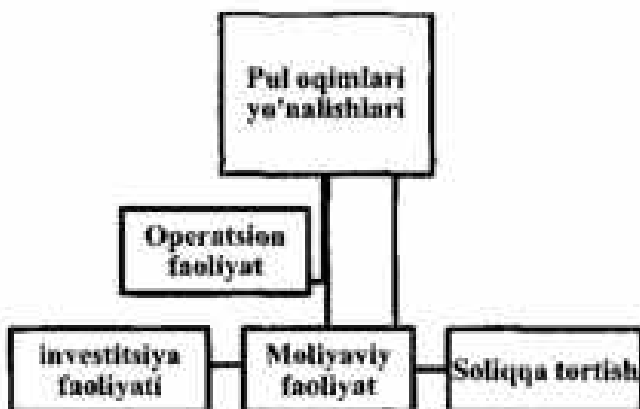 Pul oqimlari
yo'nalishlari
Operatsion
faoliyat
investitsiya
faoliyati
Moliyaviy
faoliyat
Soliqqa tortish